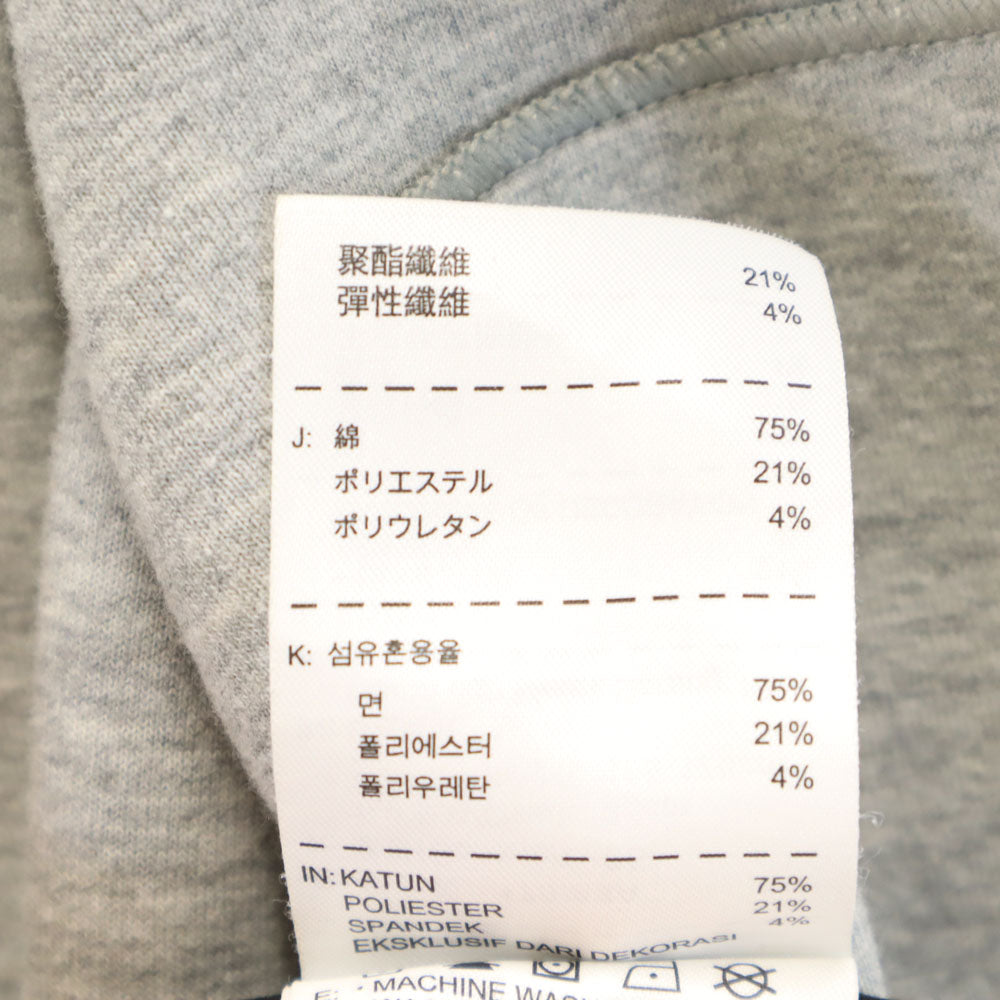 聚酯纖維 21%
彈性纖維 4%
J: 綿 75%
ポリエステル 21%
ポリウレタン 4%
K: 섬유혼용율
면 75%
폴리에스터 21%
폴리우레탄 4%
IN: KATUN 75%
POLIESTER 21%
SPANDEK 4%
EKSKLUSIF DARI DEKORASI
MACHINE